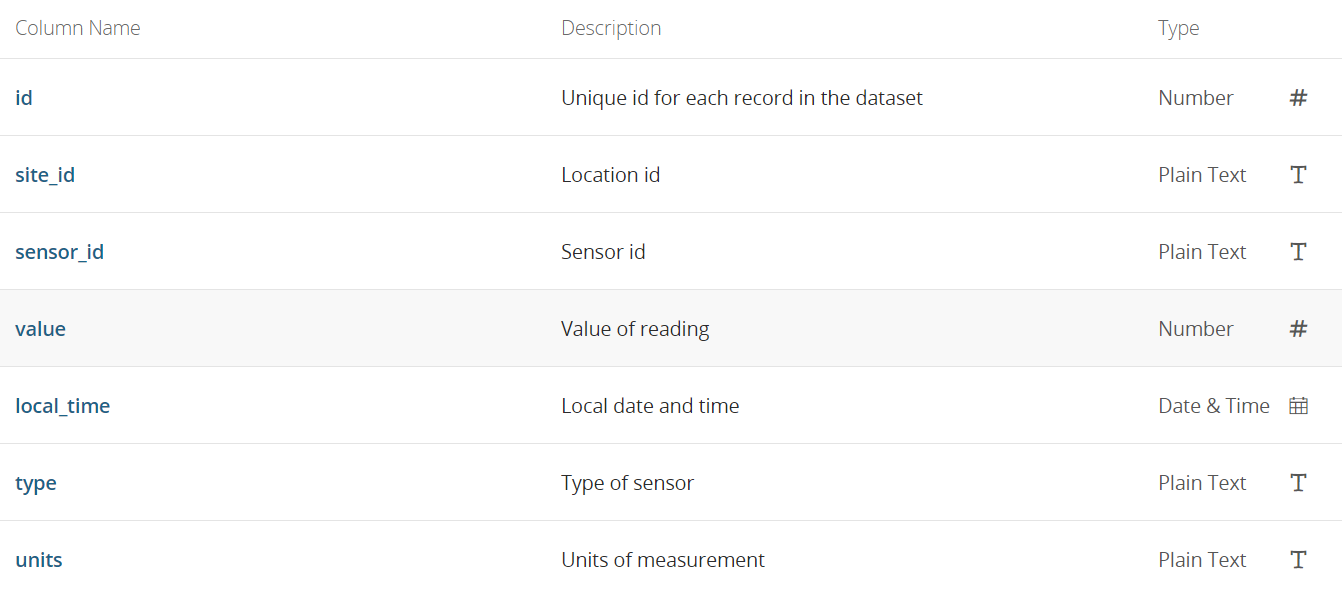 Column Name Description Type
id Unique id for each record in the dataset Number #
site_id Location id Plain Text T
sensor_id Sensor id Plain Text T
value Value of reading Number #
local_time Local date and time Date & Time
type Type of sensor Plain Text T
units Units of measurement Plain Text T